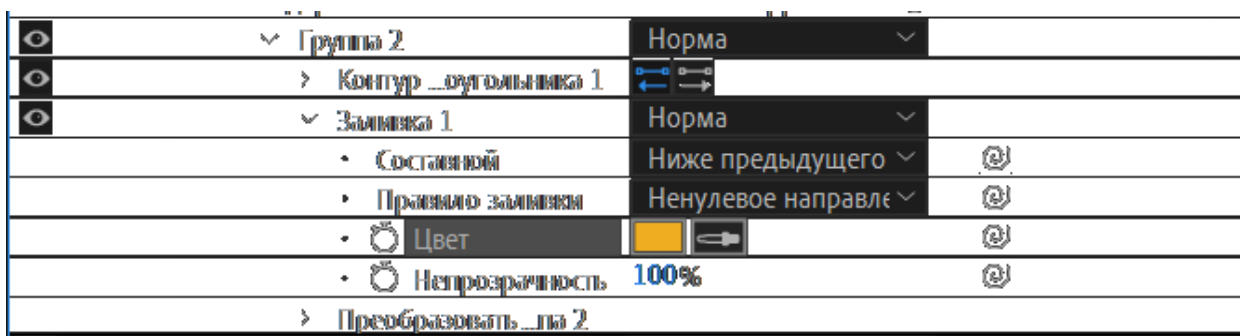 Группа 2 Норма
Контур ...оугольника 1
Заливка 1 Норма
Составной Ниже предыдущего
Правило заливки Ненулевое направле
Цвет
Непрозрачность 100%
Преобразовать ...па 2